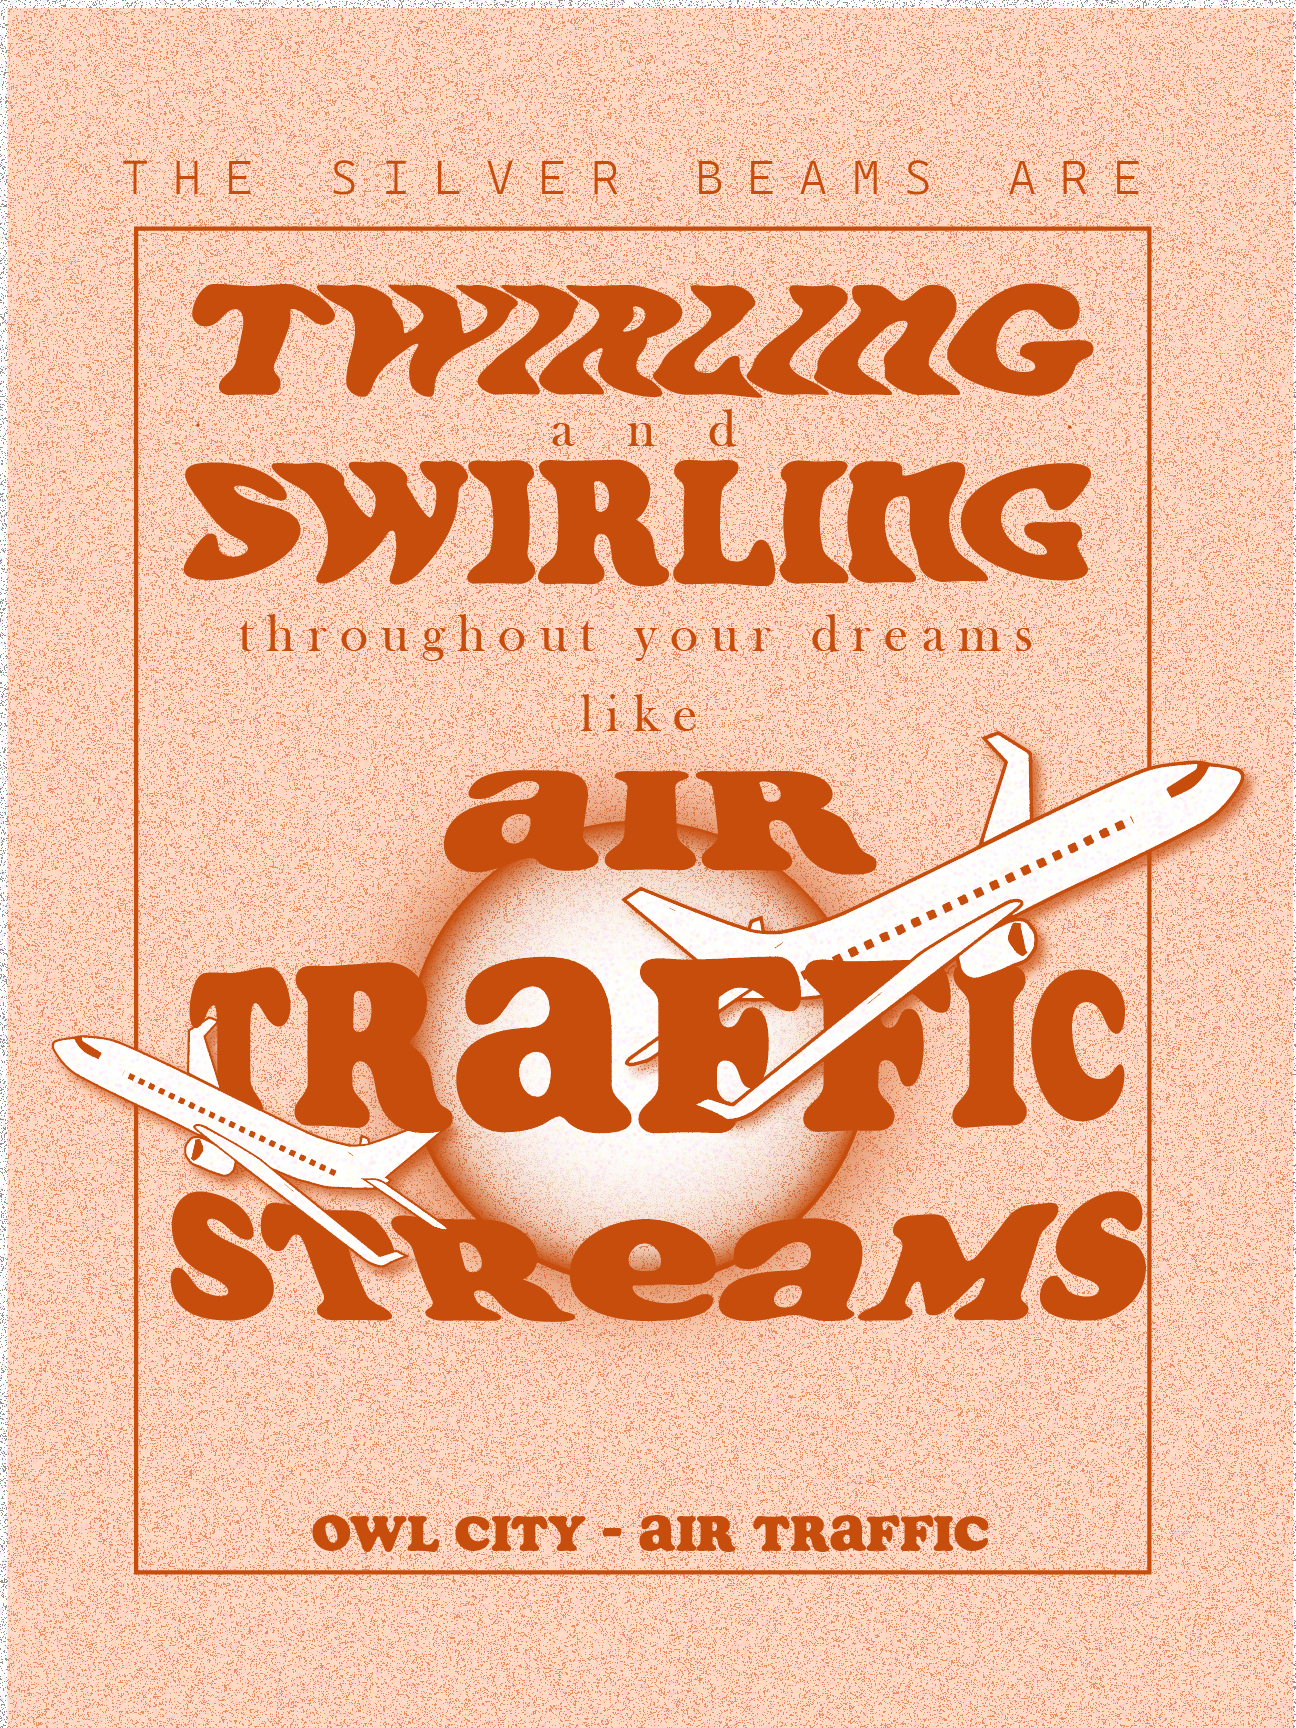 THE SILVER BEAMS ARE
TWIRLING
and
SWIRLING
throughout your dreams
like
aIR
TRaFFIC
STReaMS
OWL CITY - aIR TRaFFIC